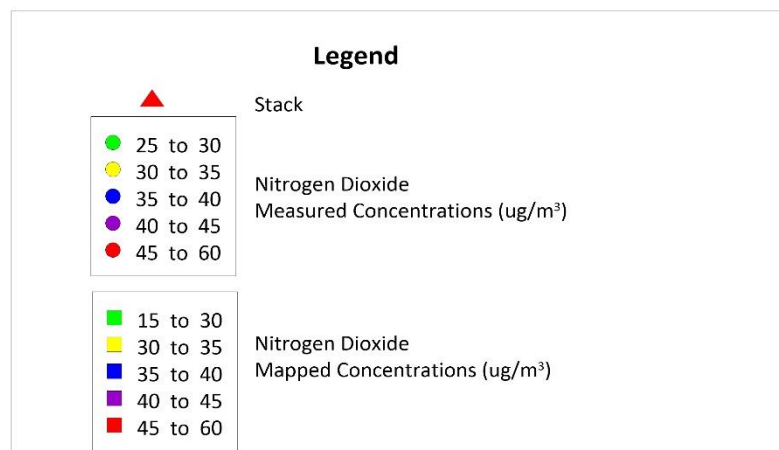 Legend
Stack
25 to 30
30 to 35
35 to 40
40 to 45
45 to 60
Nitrogen Dioxide
Measured Concentrations (ug/m³)
15 to 30
30 to 35
35 to 40
40 to 45
45 to 60
Nitrogen Dioxide
Mapped Concentrations (ug/m³)